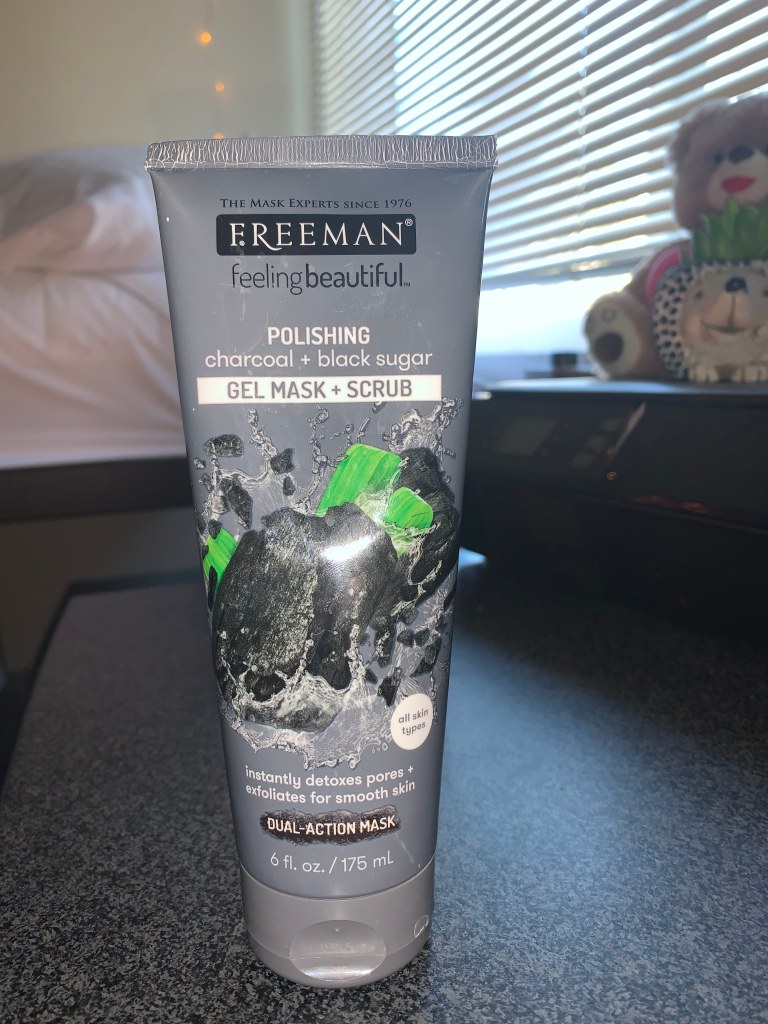 THE MASK EXPERTS SINCE 1976
FREEMAN®
feelingbeautiful™
POLISHING
charcoal + black sugar
GEL MASK + SCRUB
all skin
types
instantly detoxes pores +
exfoliates for smooth skin
DUAL-ACTION MASK
6 fl. oz. / 175 mL